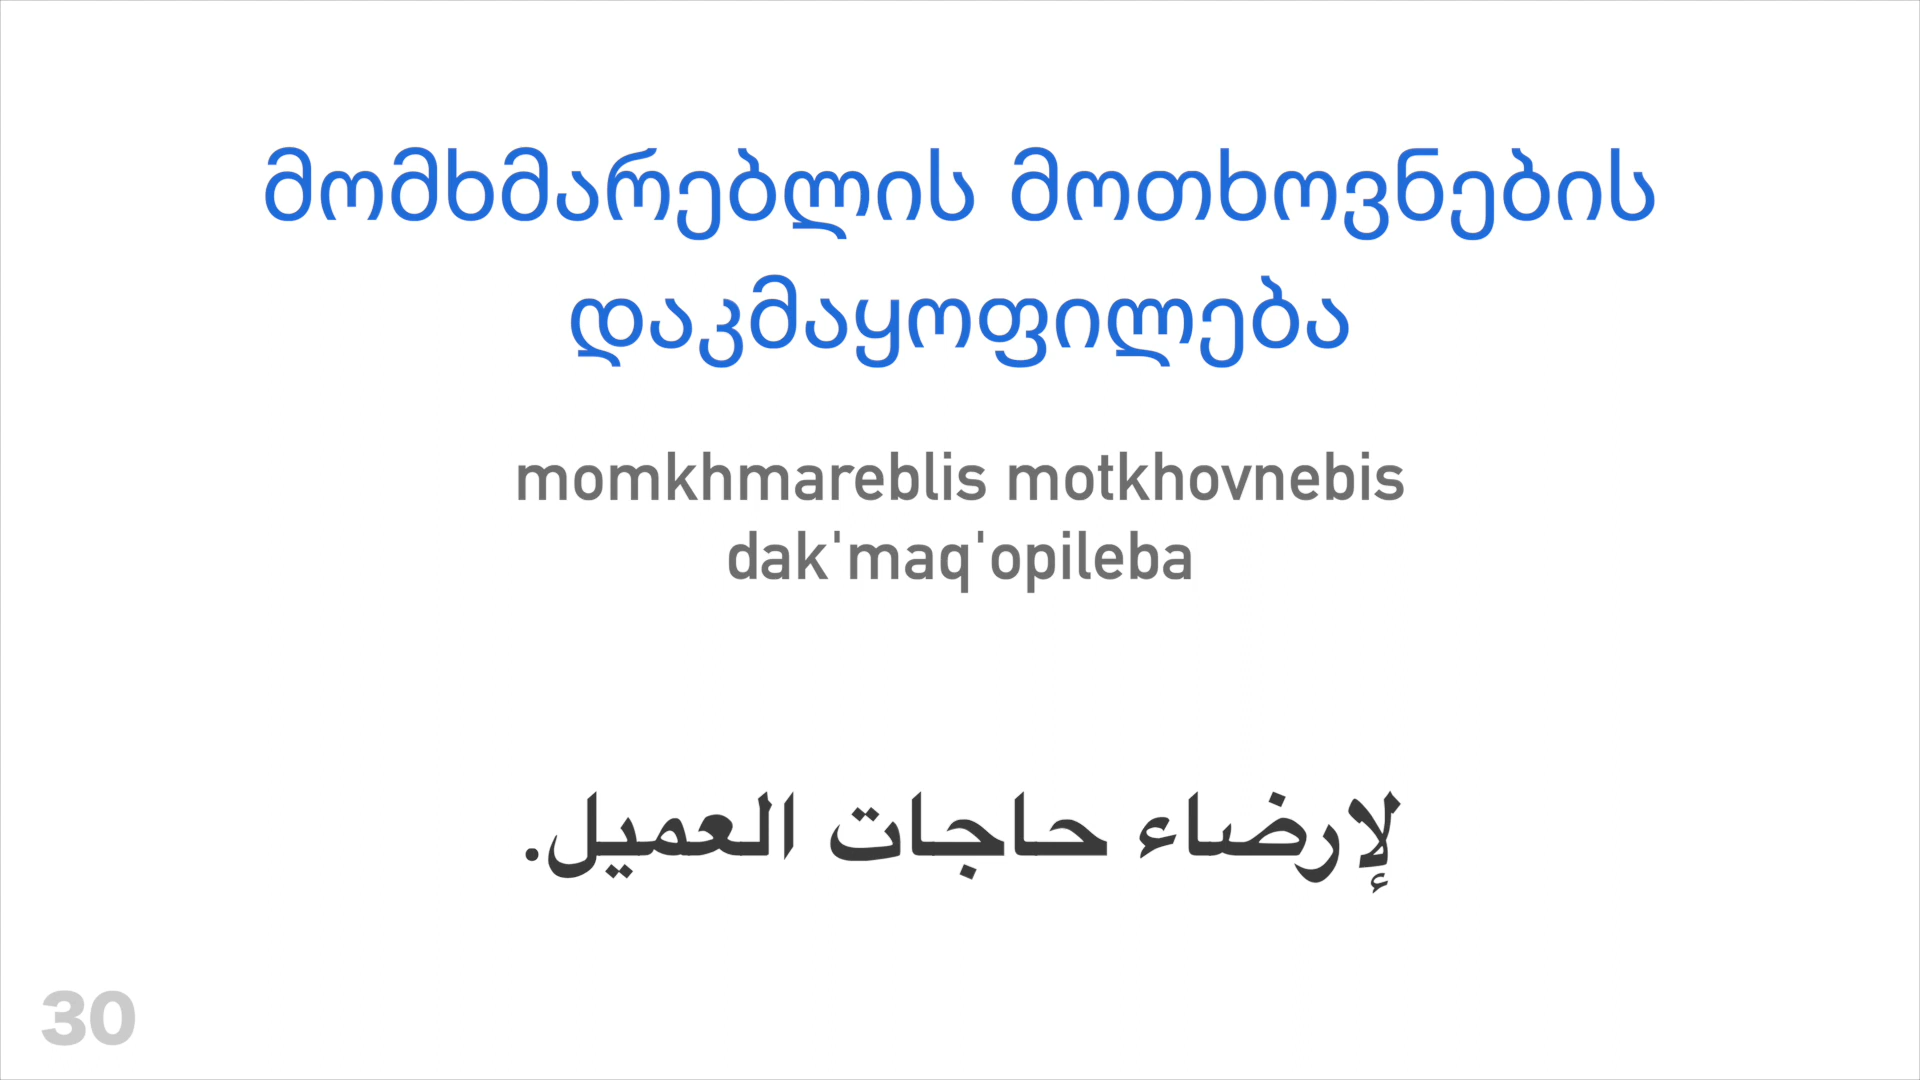 მომხმარებლის მოთხოვნების
დაკმაყოფილება
momkhmareblis motkhovnebis
dak'maq'opileba
لإرضاء حاجات العميل.
30